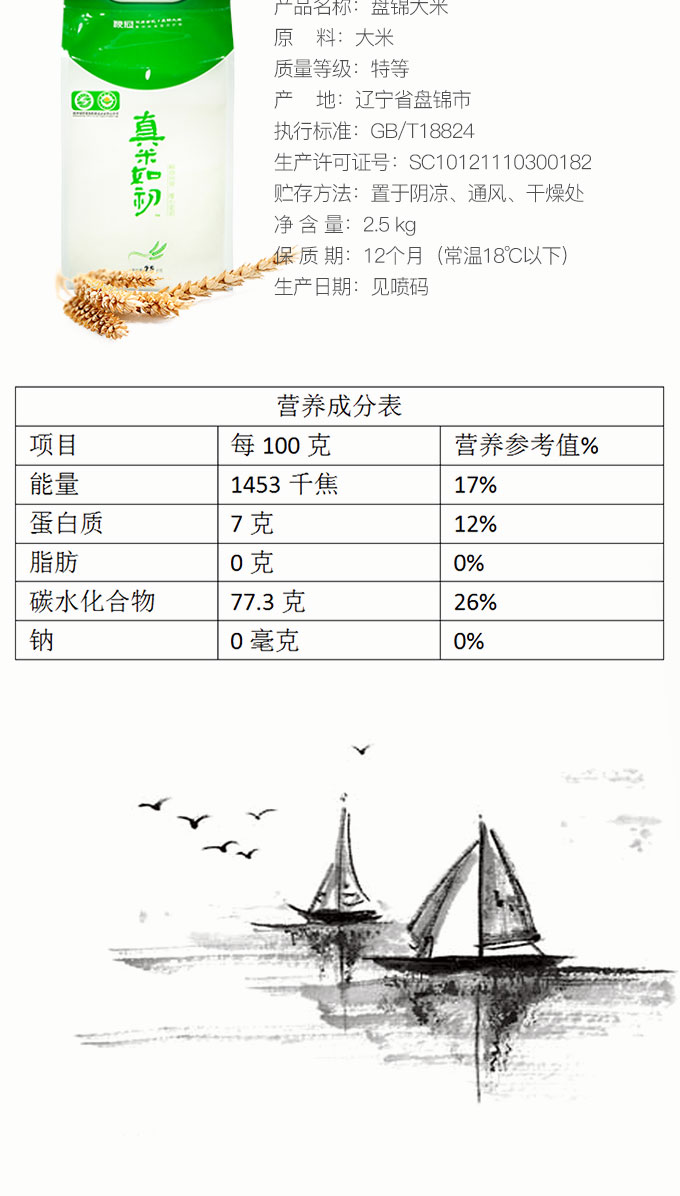 产品名称：盘锦大米
原 料：大米
质量等级：特等
产 地：辽宁省盘锦市
执行标准：GB/T18824
生产许可证号：SC10121110300182
贮存方法：置于阴凉、通风、干燥处
净 含 量：2.5 kg
保 质 期：12个月（常温18℃以下）
生产日期：见喷码
真米如初
营养成分表
项目 每 100 克 营养参考值%
能量 1453 千焦 17%
蛋白质 7 克 12%
脂肪 0 克 0%
碳水化合物 77.3 克 26%
钠 0 毫克 0%